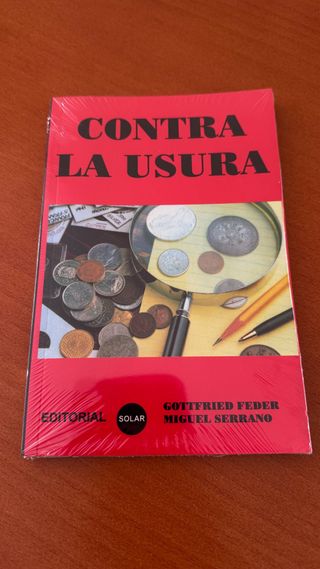 CONTRA
LA USURA
EDITORIAL
SOLAR
GOTTFRIED FEDER
MIGUEL SERRANO